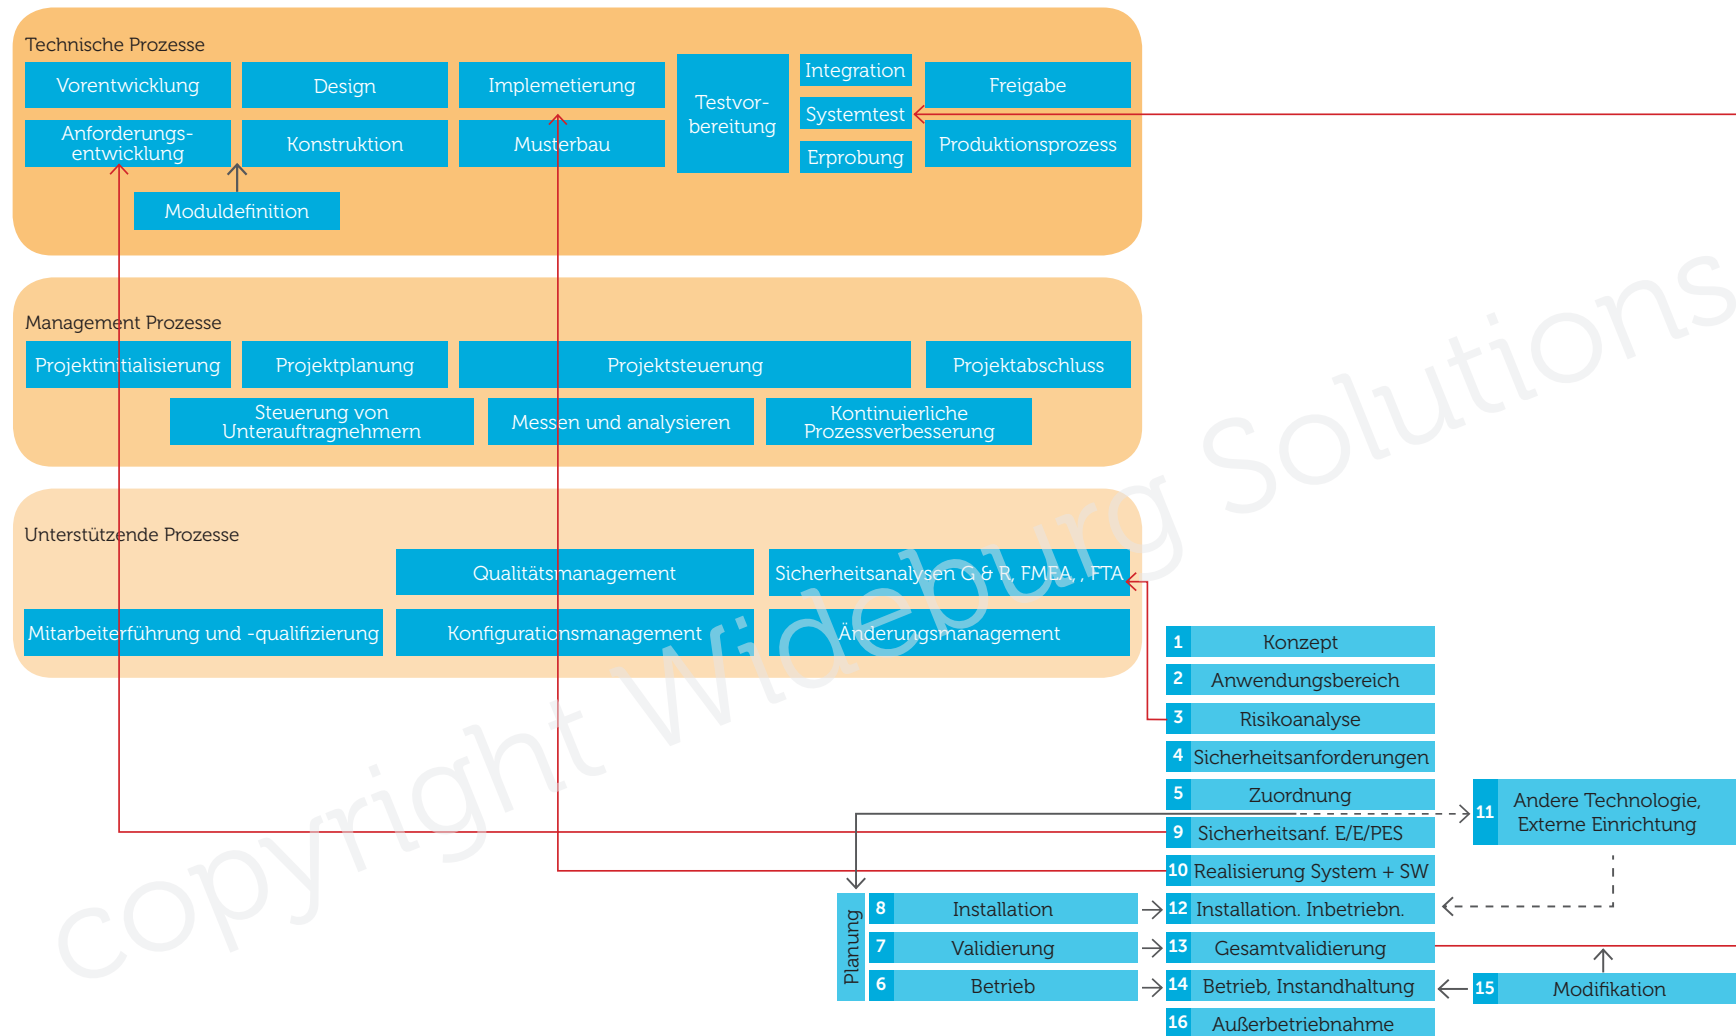 Technische Prozesse
Vorentwicklung
Design
Implemetierung
Testvor-
bereitung
Integration
Systemtest
Erprobung
Freigabe
Anforderungs-
entwicklung
Konstruktion
Musterbau
Produktionsprozess
Moduldefinition
Management Prozesse
Projektinitialisierung
Projektplanung
Projektsteuerung
Projektabschluss
Steuerung von
Unterauftragnehmern
Messen und analysieren
Kontinuierliche
Prozessverbesserung
Unterstützende Prozesse
Qualitätsmanagement
Sicherheitsanalysen G & R, FMEA, , FTA
Mitarbeiterführung und -qualifizierung
Konfigurationsmanagement
Änderungsmanagement
1 Konzept
2 Anwendungsbereich
3 Risikoanalyse
4 Sicherheitsanforderungen
5 Zuordnung
9 Sicherheitsanf. E/E/PES
10 Realisierung System + SW
11 Andere Technologie,
Externe Einrichtung
Planung
8 Installation
12 Installation. Inbetriebn.
7 Validierung
13 Gesamtvalidierung
6 Betrieb
14 Betrieb, Instandhaltung
15 Modifikation
16 Außerbetriebnahme
copyright Wideburg Solutions